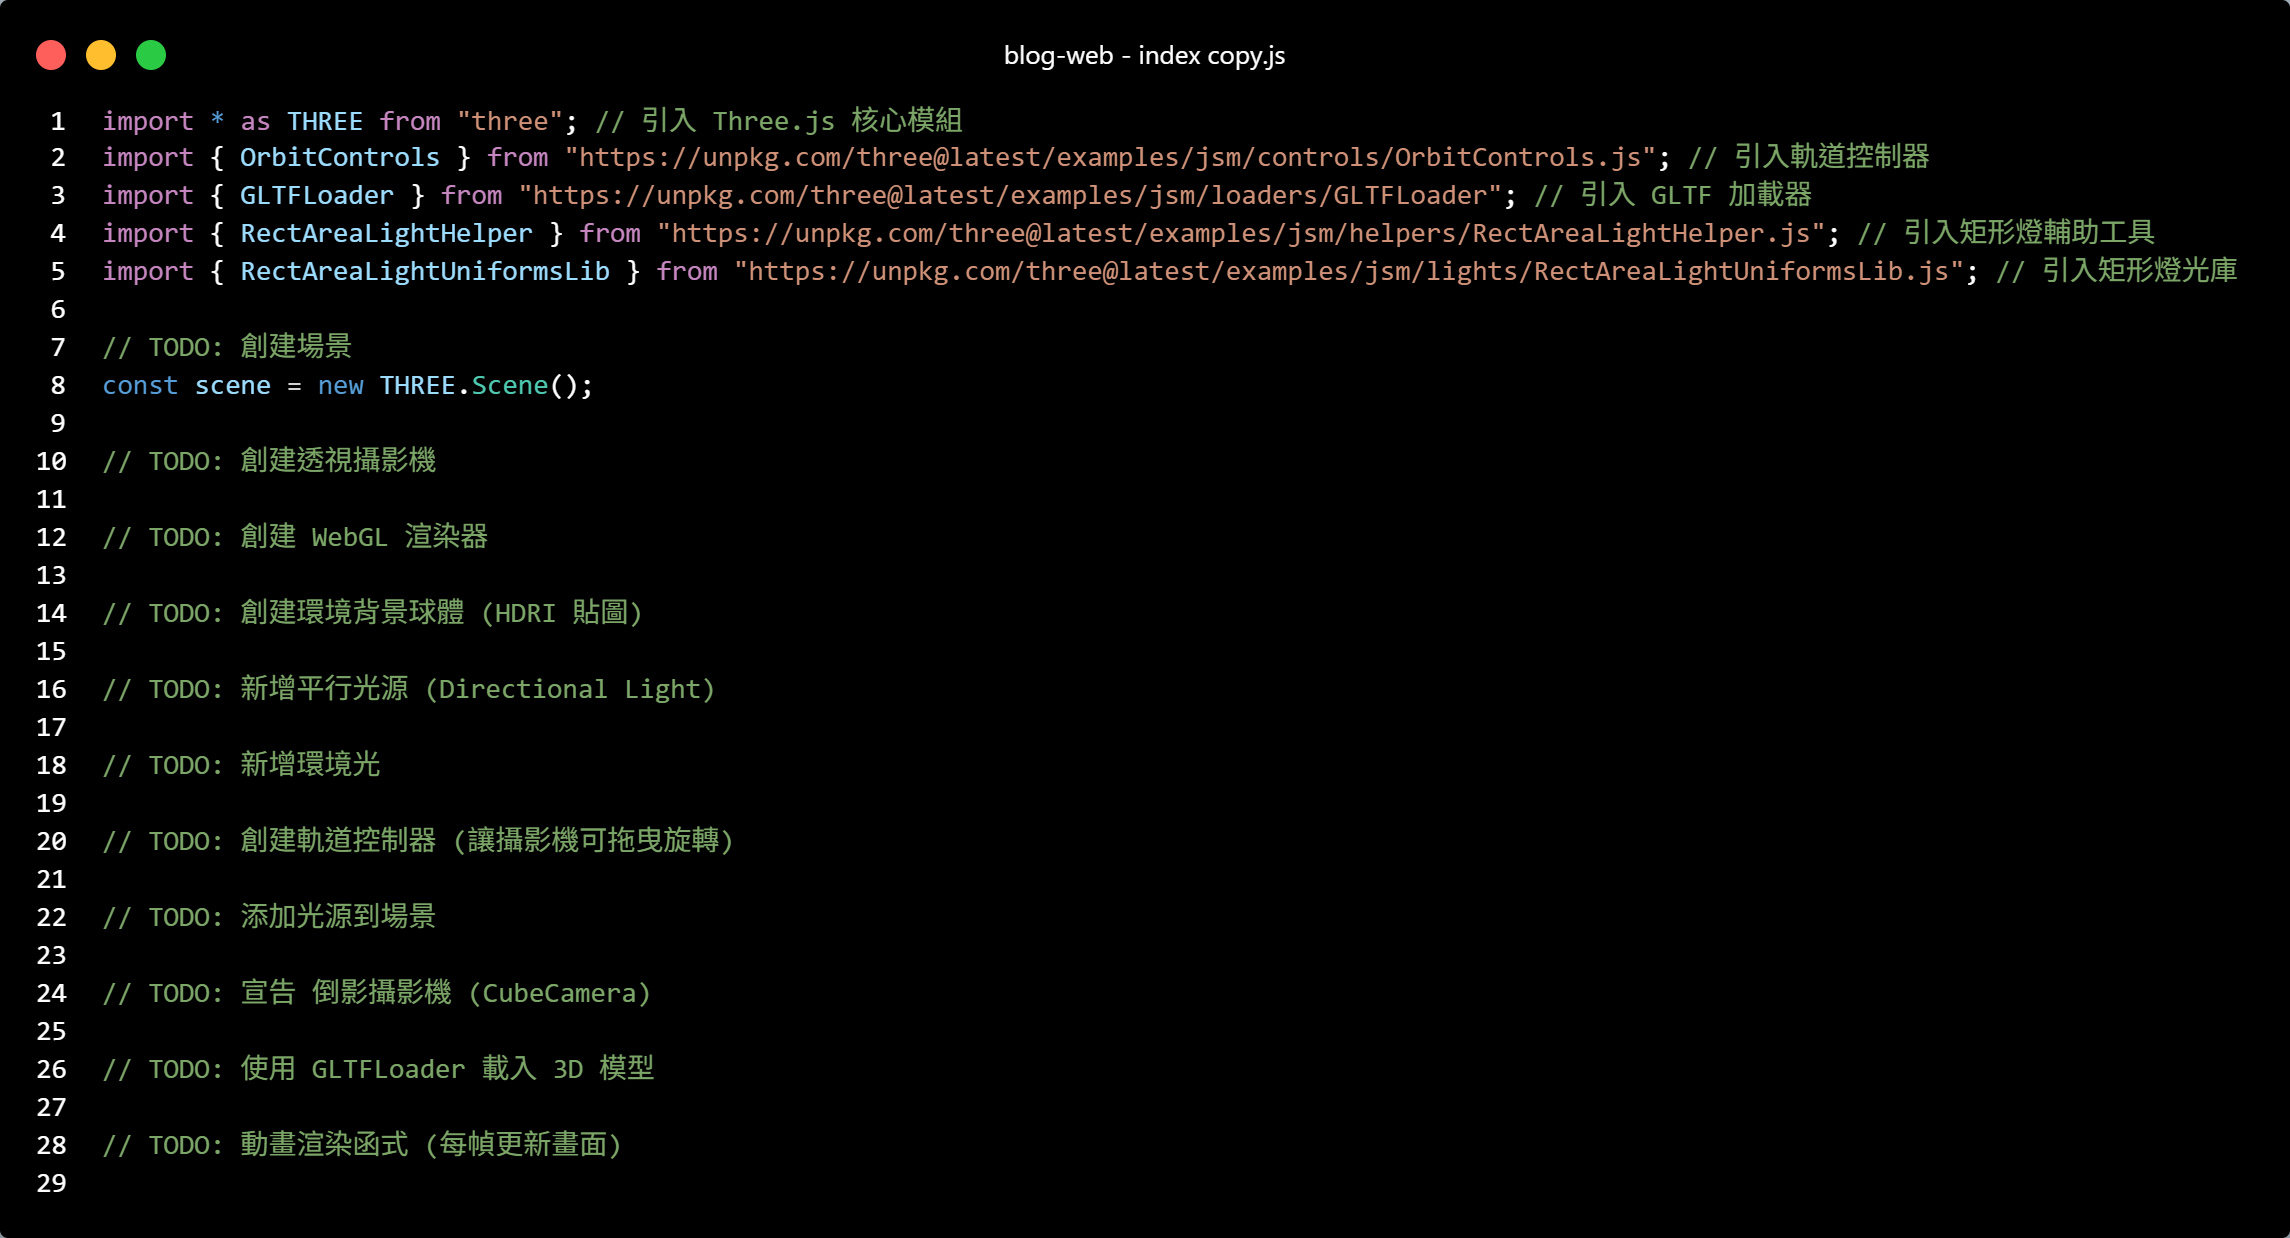 blog-web - index copy.js
1 import * as THREE from "three"; // 引入 Three.js 核心模組
2 import { OrbitControls } from "https://unpkg.com/three@latest/examples/jsm/controls/OrbitControls.js"; // 引入軌道控制器
3 import { GLTFLoader } from "https://unpkg.com/three@latest/examples/jsm/loaders/GLTFLoader"; // 引入 GLTF 加載器
4 import { RectAreaLightHelper } from "https://unpkg.com/three@latest/examples/jsm/helpers/RectAreaLightHelper.js"; // 引入矩形燈輔助工具
5 import { RectAreaLightUniformsLib } from "https://unpkg.com/three@latest/examples/jsm/lights/RectAreaLightUniformsLib.js"; // 引入矩形燈光庫
6
7 // TODO: 創建場景
8 const scene = new THREE.Scene();
9
10 // TODO: 創建透視攝影機
11
12 // TODO: 創建 WebGL 渲染器
13
14 // TODO: 創建環境背景球體 (HDRI 貼圖)
15
16 // TODO: 新增平行光源 (Directional Light)
17
18 // TODO: 新增環境光
19
20 // TODO: 創建軌道控制器 (讓攝影機可拖曳旋轉)
21
22 // TODO: 添加光源到場景
23
24 // TODO: 宣告 倒影攝影機 (CubeCamera)
25
26 // TODO: 使用 GLTFLoader 載入 3D 模型
27
28 // TODO: 動畫渲染函式 (每幀更新畫面)
29